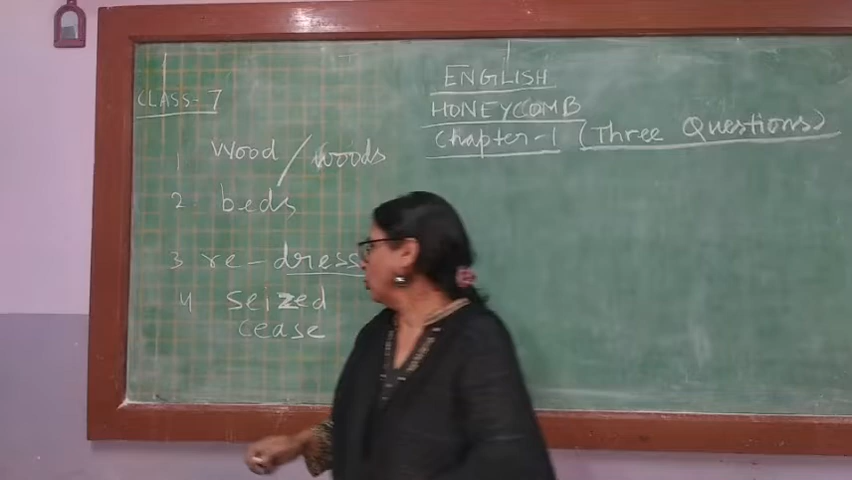 CLASS-7
1 Wood / woods
2. beds
3 re-dress
4 seized
cease
ENGLISH
HONEYCOMB
Chapter-1 (Three Questions)